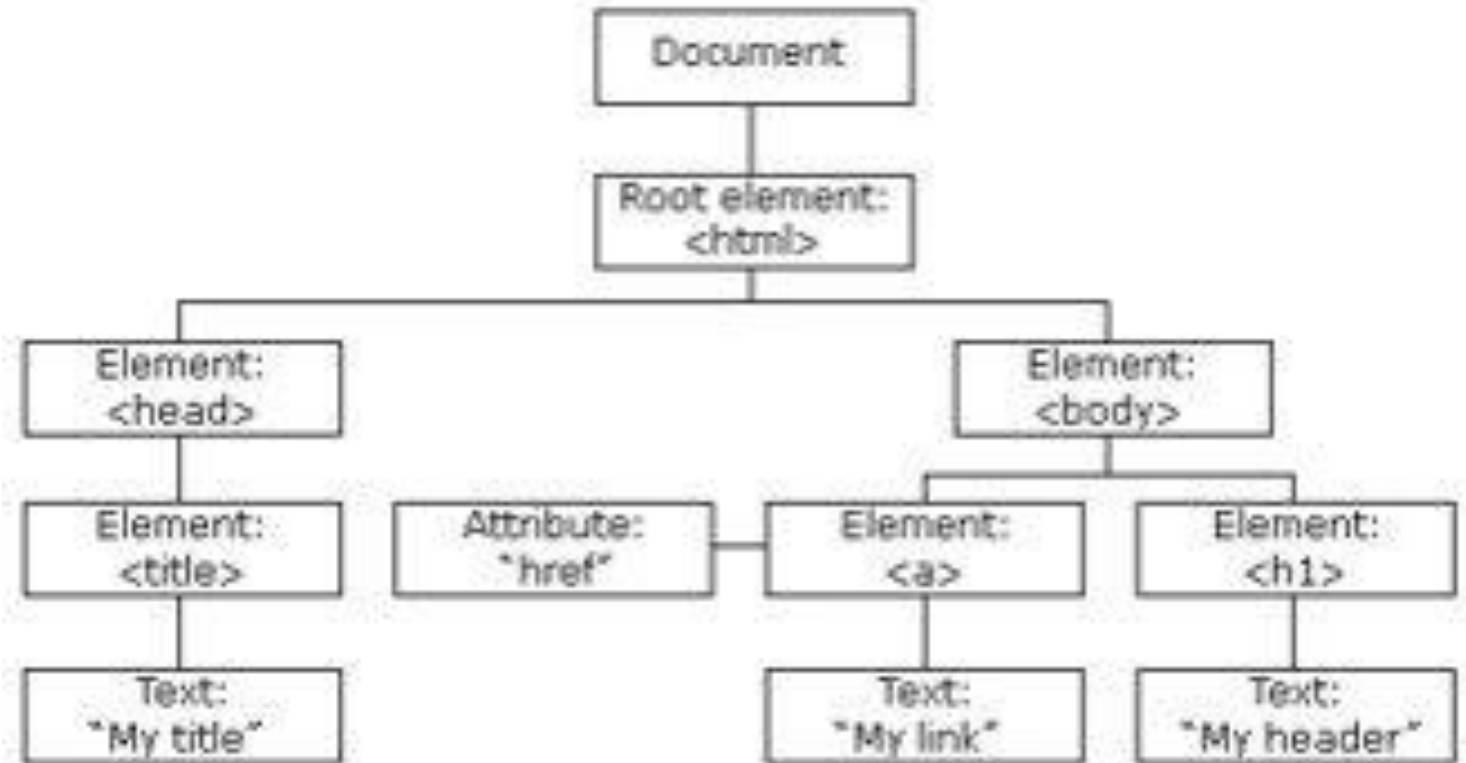 Document
Root element:
<html>
Element:
<head>
Element:
<body>
Element:
<title>
Attribute:
"href"
Element:
<a>
Element:
<h1>
Text:
"My title"
Text:
"My link"
Text:
"My header"